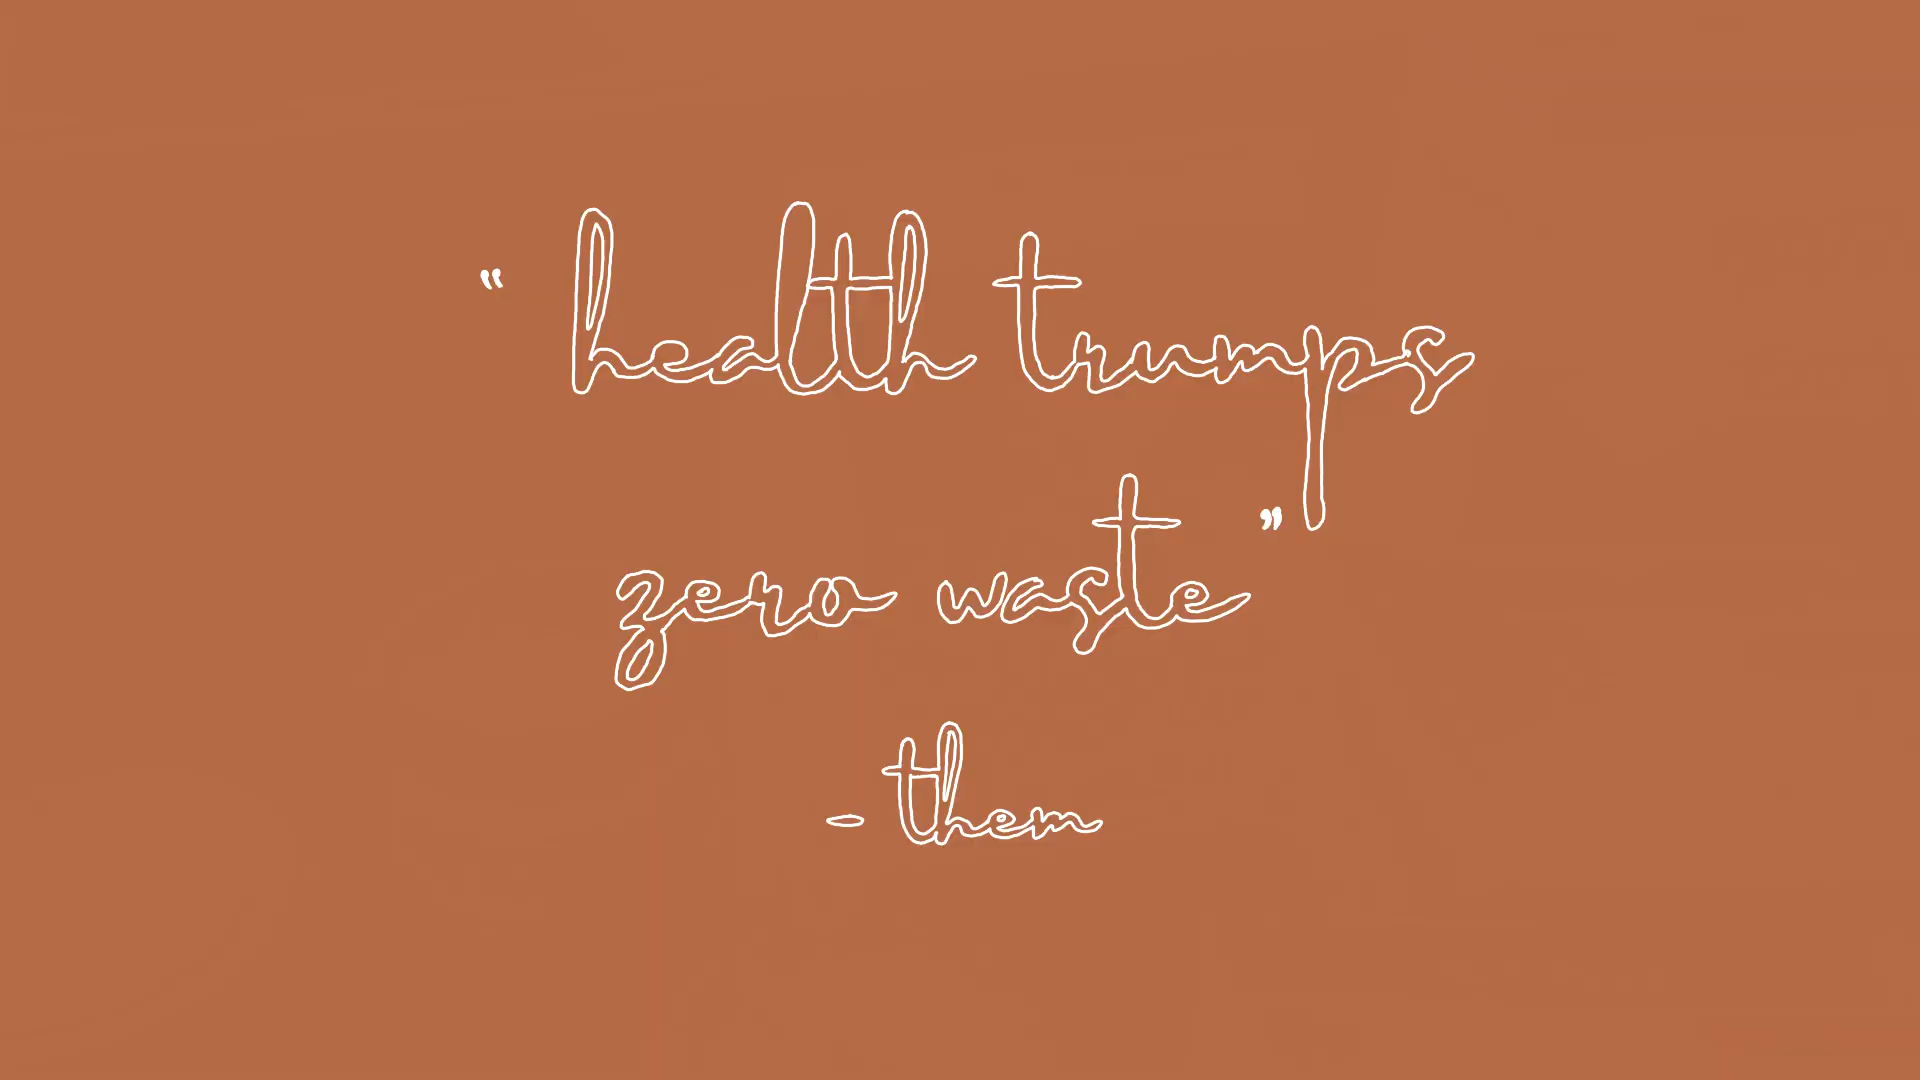 “ health trumps
zero waste ”
- them